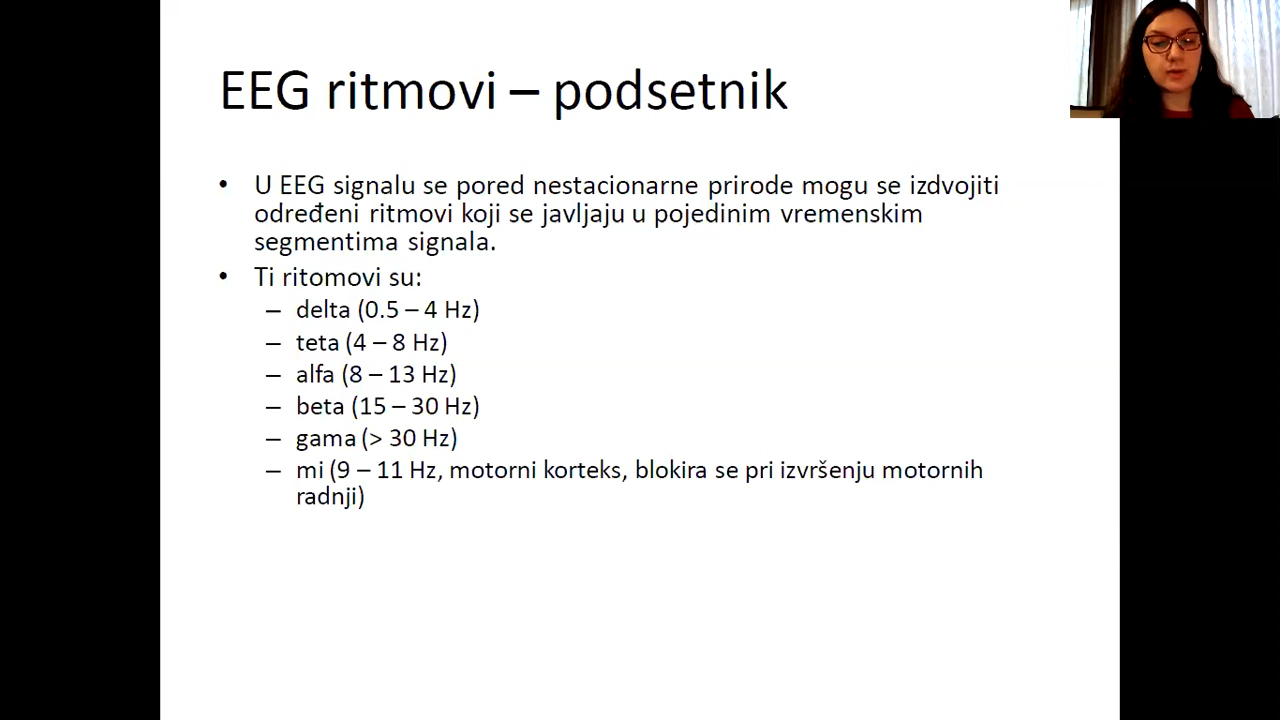 EEG ritmovi – podsetnik
• U EEG signalu se pored nestacionarne prirode mogu se izdvojiti
određeni ritmovi koji se javljaju u pojedinim vremenskim
segmentima signala.
• Ti ritomovi su:
– delta (0.5 – 4 Hz)
– teta (4 – 8 Hz)
– alfa (8 – 13 Hz)
– beta (15 – 30 Hz)
– gama (> 30 Hz)
– mi (9 – 11 Hz, motorni korteks, blokira se pri izvršenju motornih
radnji)